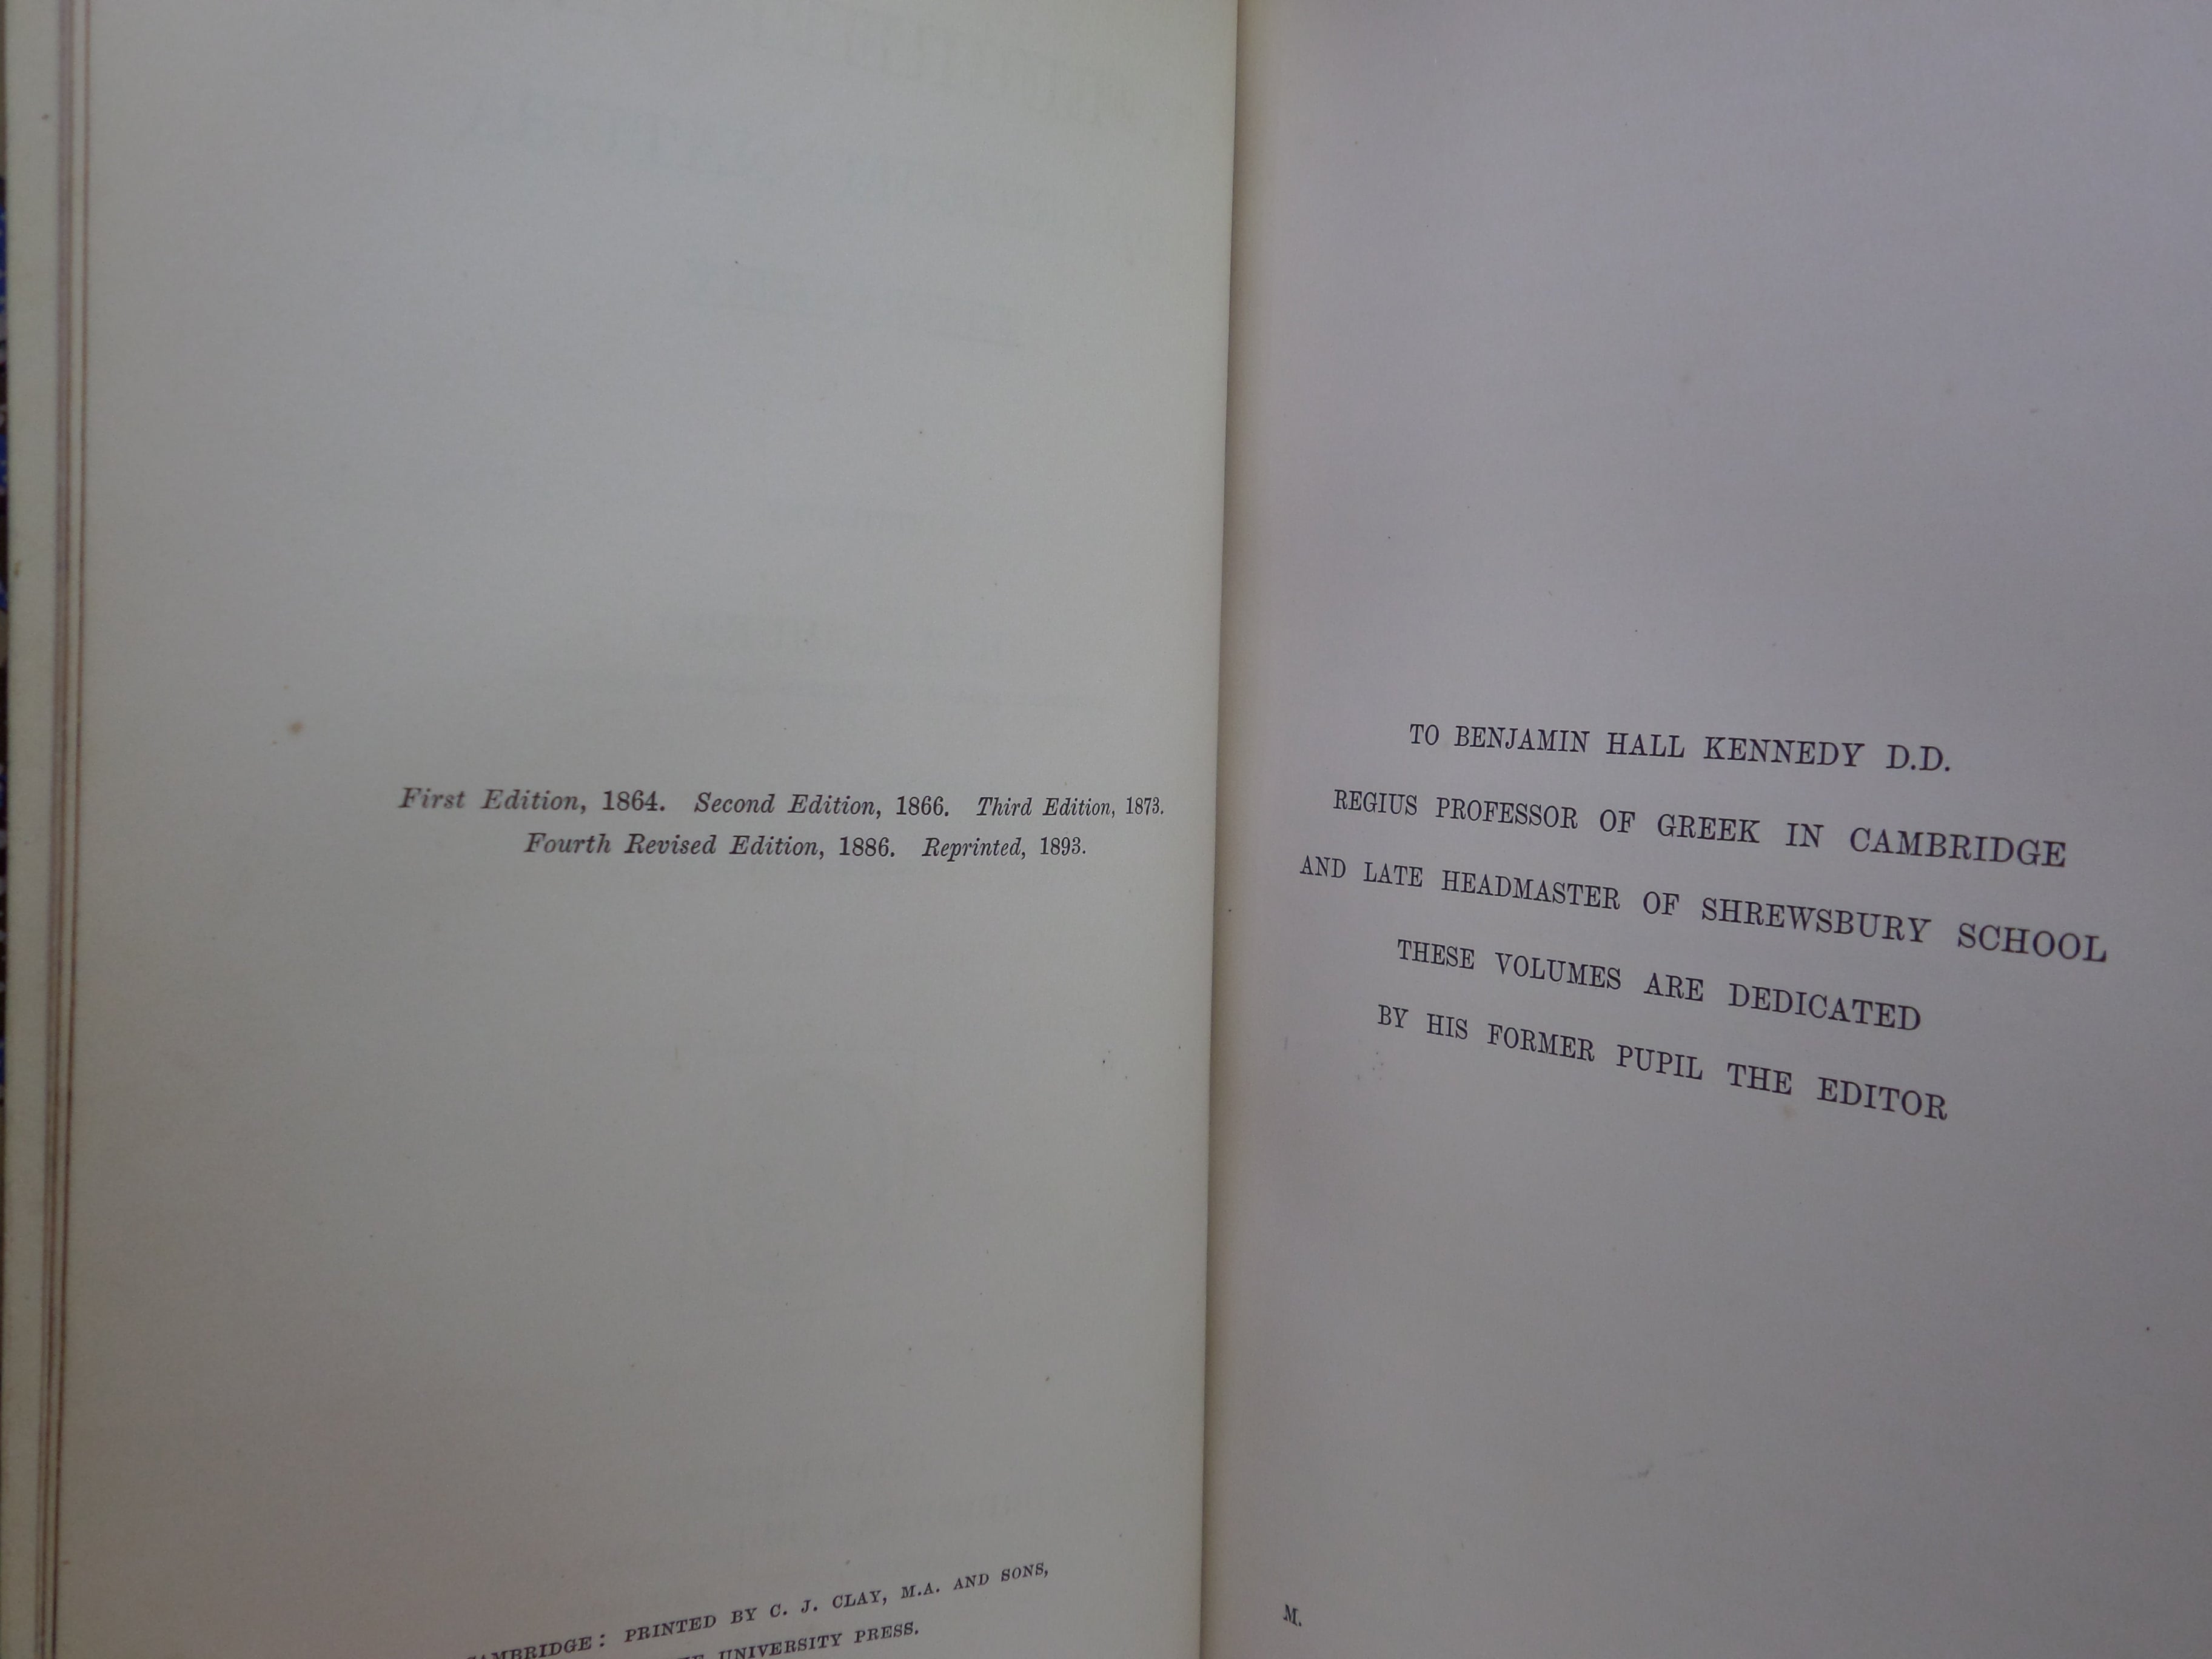 First Edition, 1864. Second Edition, 1866. Third Edition, 1873.
Fourth Revised Edition, 1886. Reprinted, 1893.
CAMBRIDGE: PRINTED BY C. J. CLAY, M.A. AND SONS,
UNIVERSITY PRESS.
TO BENJAMIN HALL KENNEDY D.D.
REGIUS PROFESSOR OF GREEK IN CAMBRIDGE
AND LATE HEADMASTER OF SHREWSBURY SCHOOL
THESE VOLUMES ARE DEDICATED
BY HIS FORMER PUPIL THE EDITOR
M.